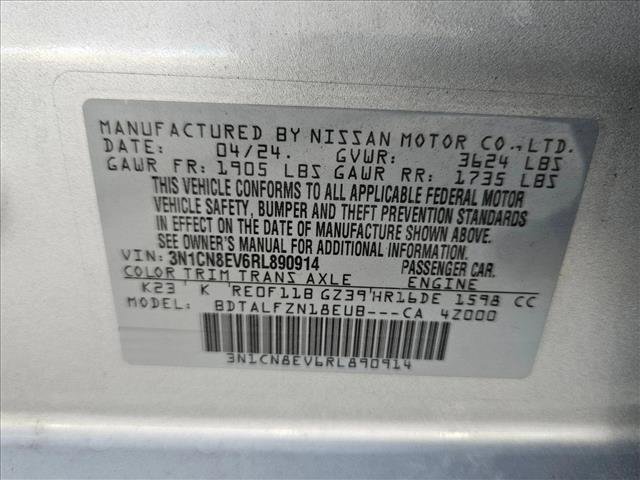 MANUFACTURED BY NISSAN MOTOR CO., LTD.
DATE: 04/24. GVWR: 3624 LBS
GAWR FR: 1905 LBS GAWR RR: 1735 LBS
THIS VEHICLE CONFORMS TO ALL APPLICABLE FEDERAL MOTOR
VEHICLE SAFETY, BUMPER AND THEFT PREVENTION STANDARDS
IN EFFECT ON THE DATE OF MANUFACTURE SHOWN ABOVE.
SEE OWNER'S MANUAL FOR ADDITIONAL INFORMATION.
VIN: 3N1CN8EV6RL890914 PASSENGER CAR.
COLOR TRIM TRANS AXLE ENGINE
K23 K RE0F11B GZ39 HR16DE 1598 CC
BDTALFZN18EUB---CA 4Z000
3N1CN8EV6RL890914